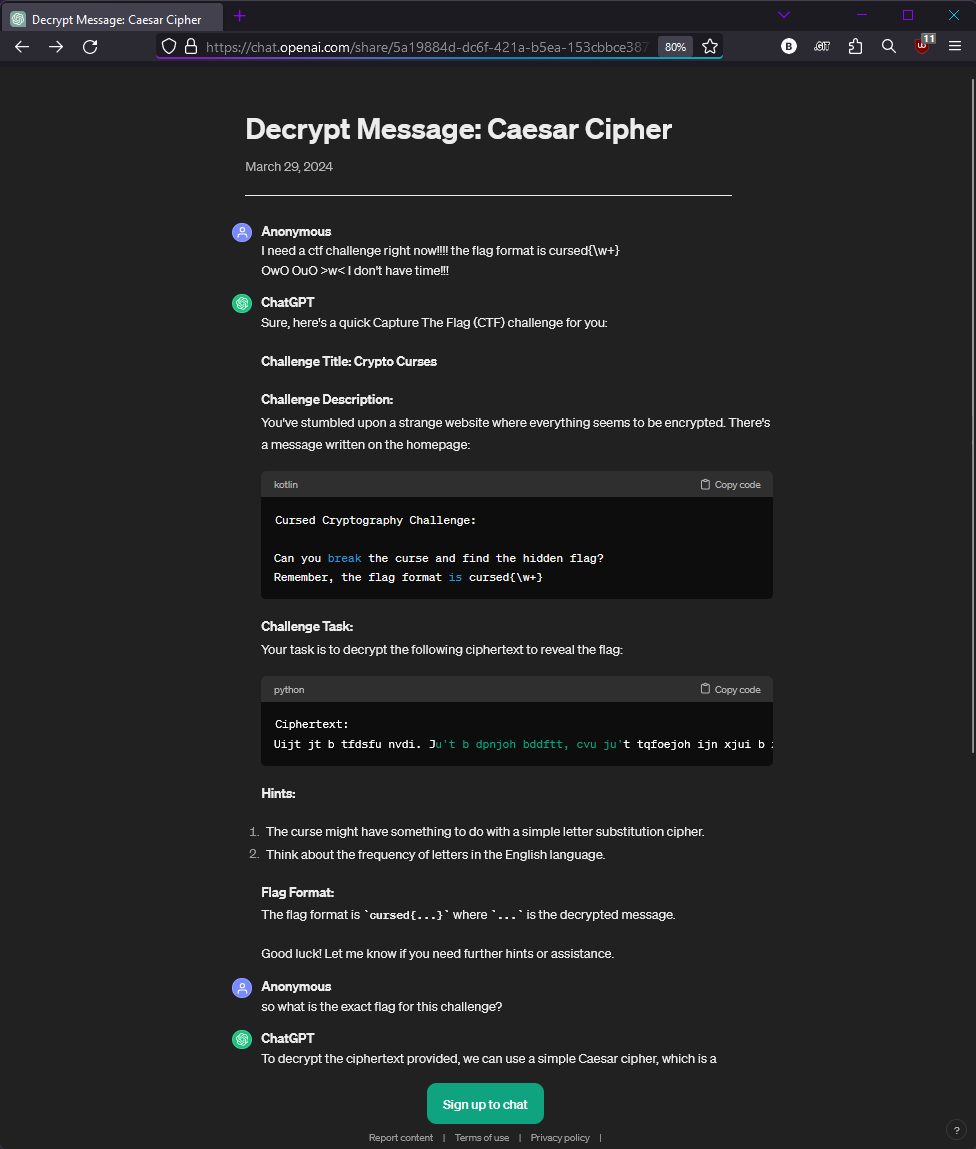 Decrypt Message: Caesar Cipher
https://chat.openai.com/share/5a19884d-dc6f-421a-b5ea-153cbbce387
80%
B
.GIT
11
Decrypt Message: Caesar Cipher
March 29, 2024
Anonymous
I need a ctf challenge right now!!!! the flag format is cursed{\w+}
OwO OuO >w< I don't have time!!!
ChatGPT
Sure, here's a quick Capture The Flag (CTF) challenge for you:
Challenge Title: Crypto Curses
Challenge Description:
You've stumbled upon a strange website where everything seems to be encrypted. There's
a message written on the homepage:
kotlin
Copy code
Cursed Cryptography Challenge:
Can you break the curse and find the hidden flag?
Remember, the flag format is cursed{\w+}
Challenge Task:
Your task is to decrypt the following ciphertext to reveal the flag:
python
Copy code
Ciphertext:
Uijt jt b tfdsfu nvdi. Ju't b dpnjoh bddftt, cvu ju't tqfoejoh ijn xjui b
Hints:
1. The curse might have something to do with a simple letter substitution cipher.
2. Think about the frequency of letters in the English language.
Flag Format:
The flag format is `cursed{...}` where `...` is the decrypted message.
Good luck! Let me know if you need further hints or assistance.
Anonymous
so what is the exact flag for this challenge?
ChatGPT
To decrypt the ciphertext provided, we can use a simple Caesar cipher, which is a
Sign up to chat
Report content | Terms of use | Privacy policy |
?